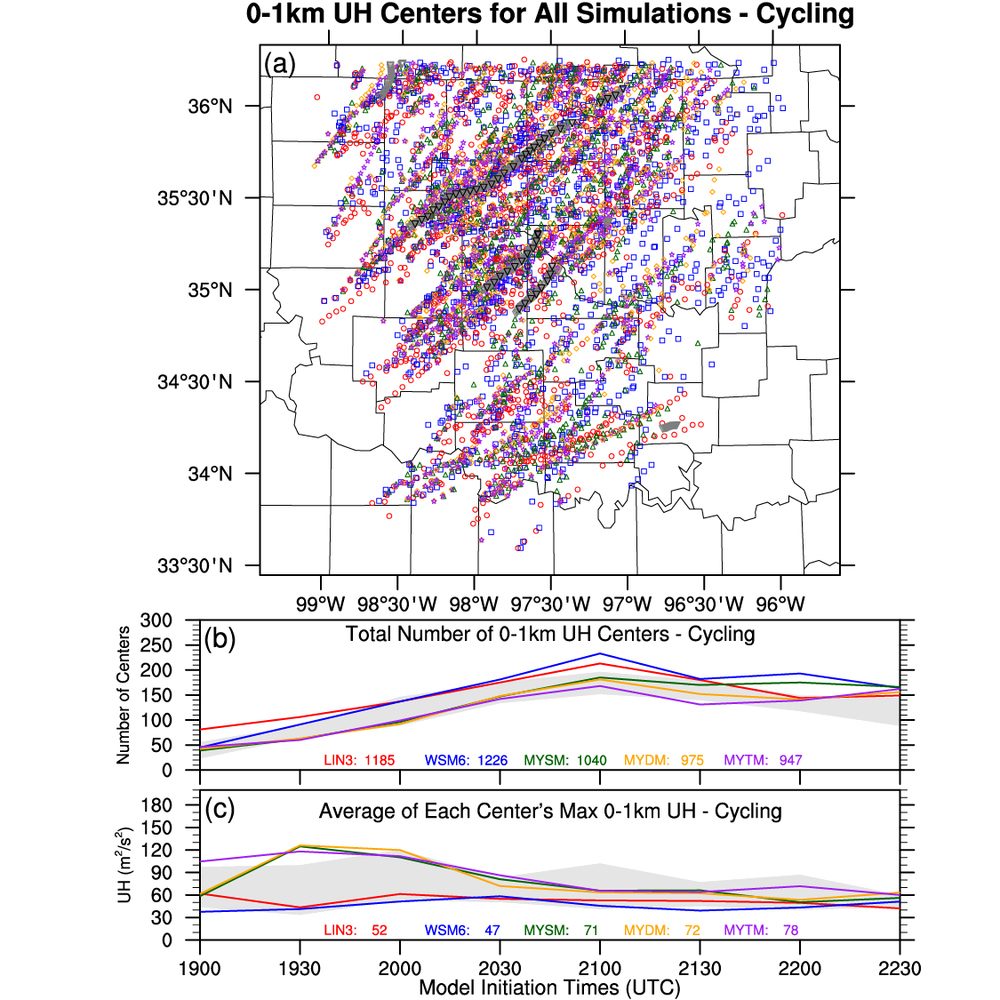 0-1km UH Centers for All Simulations - Cycling
(a)
36°N
35°30'N
35°N
34°30'N
34°N
33°30'N
99°W 98°30'W 98°W 97°30'W 97°W 96°30'W 96°W
(b)
Total Number of 0-1km UH Centers - Cycling
Number of Centers
300
250
200
150
100
50
0
LIN3: 1185 WSM6: 1226 MYSM: 1040 MYDM: 975 MYTM: 947
(c)
Average of Each Center's Max 0-1km UH - Cycling
UH (m²/s²)
180
150
120
90
60
30
0
LIN3: 52 WSM6: 47 MYSM: 71 MYDM: 72 MYTM: 78
1900 1930 2000 2030 2100 2130 2200 2230
Model Initiation Times (UTC)